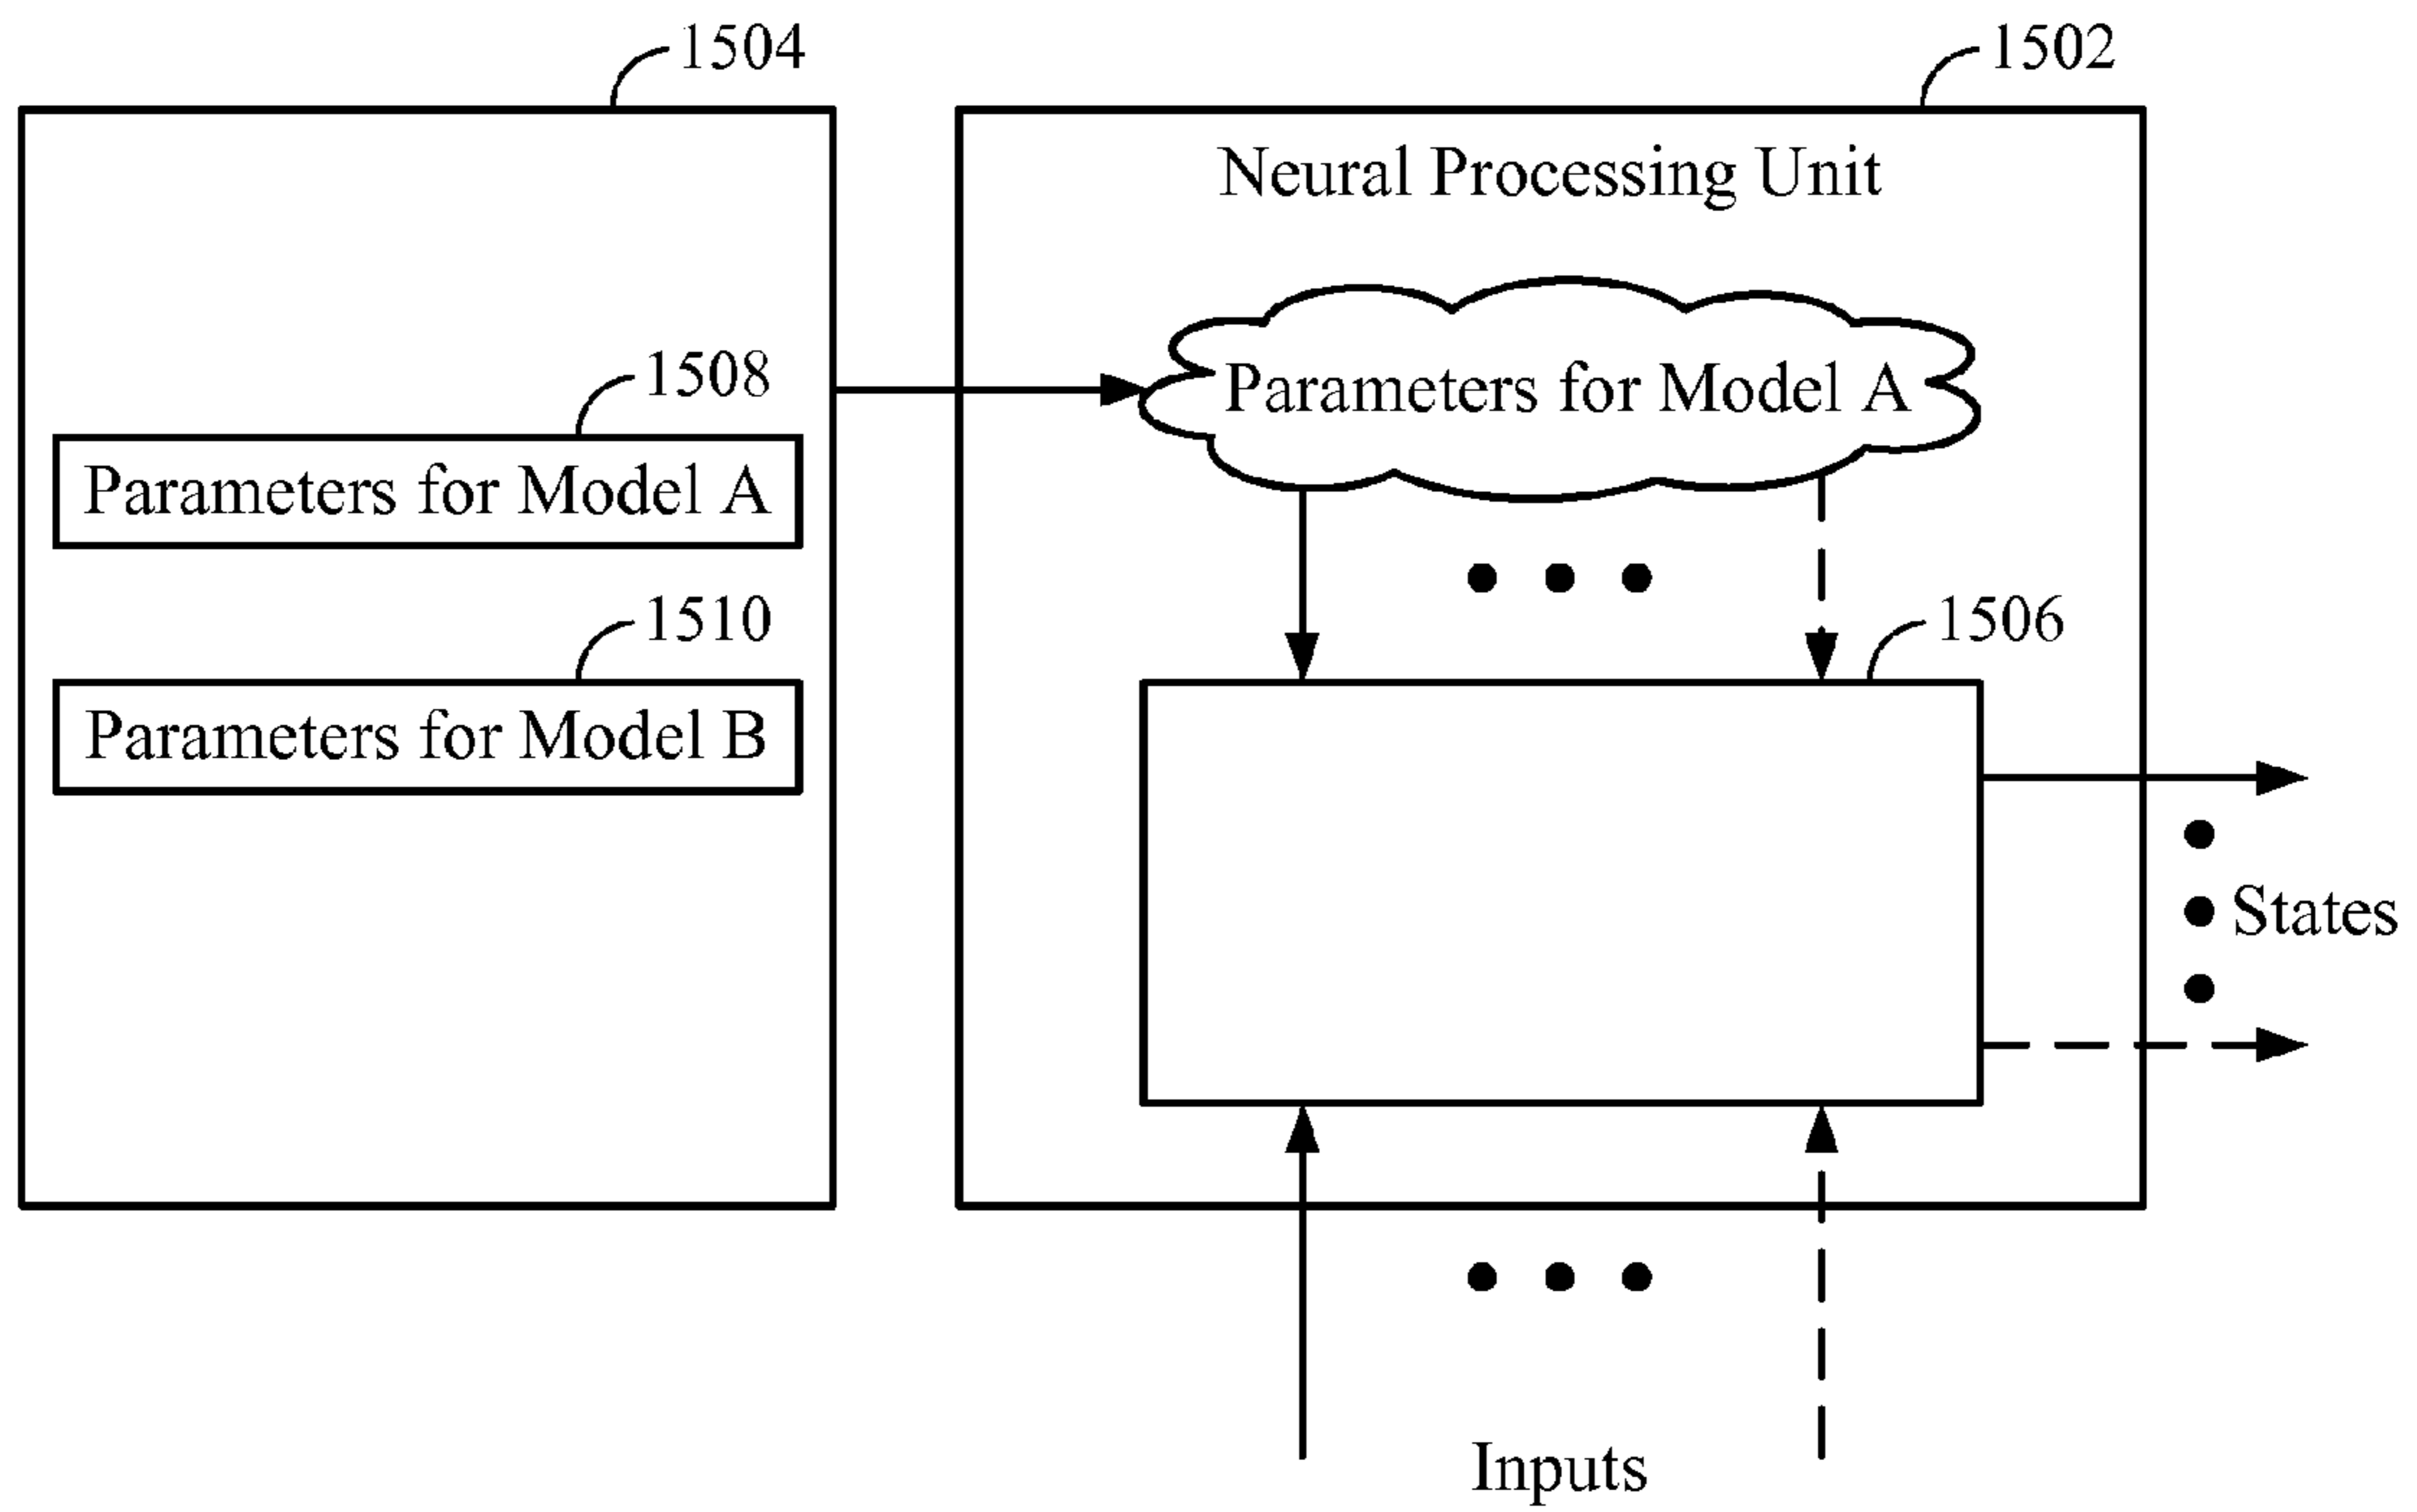 1504
1502
Neural Processing Unit
1508
Parameters for Model A
Parameters for Model A
1510
1506
Parameters for Model B
States
Inputs